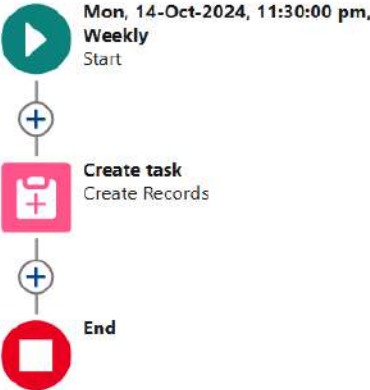 Mon, 14-Oct-2024, 11:30:00 pm,
Weekly
Start
Create task
Create Records
End